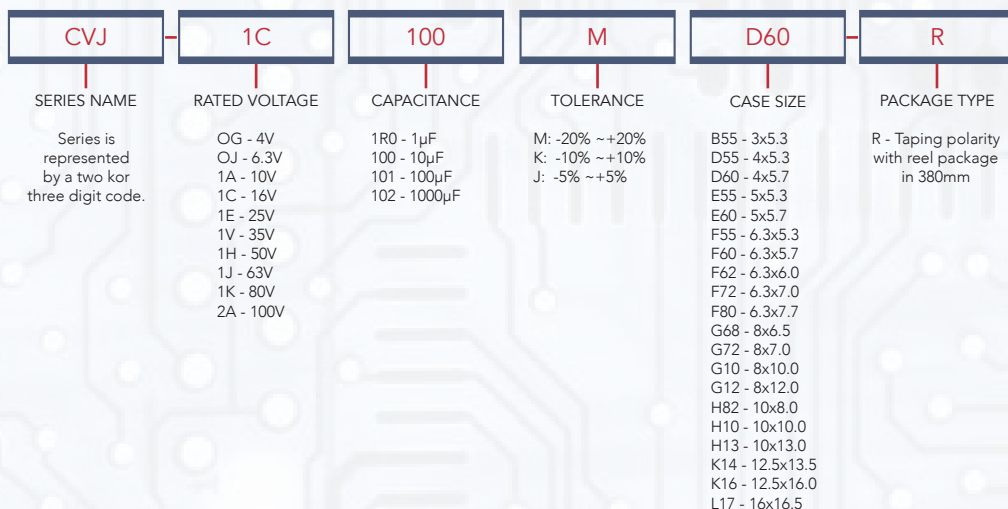 CVJ - 1C 100 M D60 - R
SERIES NAME
Series is
represented
by a two kor
three digit code.
RATED VOLTAGE
OG - 4V
OJ - 6.3V
1A - 10V
1C - 16V
1E - 25V
1V - 35V
1H - 50V
1J - 63V
1K - 80V
2A - 100V
CAPACITANCE
1R0 - 1µF
100 - 10µF
101 - 100µF
102 - 1000µF
TOLERANCE
M: -20% ~+20%
K: -10% ~+10%
J: -5% ~+5%
CASE SIZE
B55 - 3x5.3
D55 - 4x5.3
D60 - 4x5.7
E55 - 5x5.3
E60 - 5x5.7
F55 - 6.3x5.3
F60 - 6.3x5.7
F62 - 6.3x6.0
F72 - 6.3x7.0
F80 - 6.3x7.7
G68 - 8x6.5
G72 - 8x7.0
G10 - 8x10.0
G12 - 8x12.0
H82 - 10x8.0
H10 - 10x10.0
H13 - 10x13.0
K14 - 12.5x13.5
K16 - 12.5x16.0
L17 - 16x16.5
PACKAGE TYPE
R - Taping polarity
with reel package
in 380mm